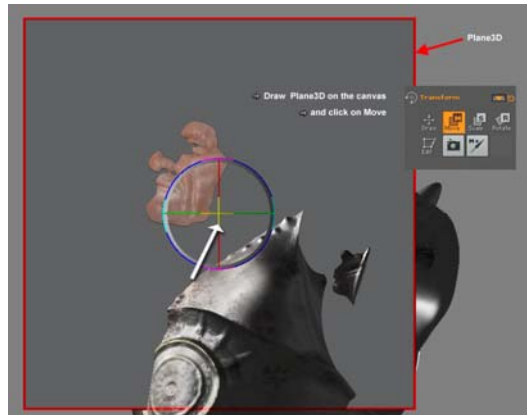 Plane3D
Draw Plane3D on the canvas
and click on Move
Transform
Draw Move Scale Rotate
Edit